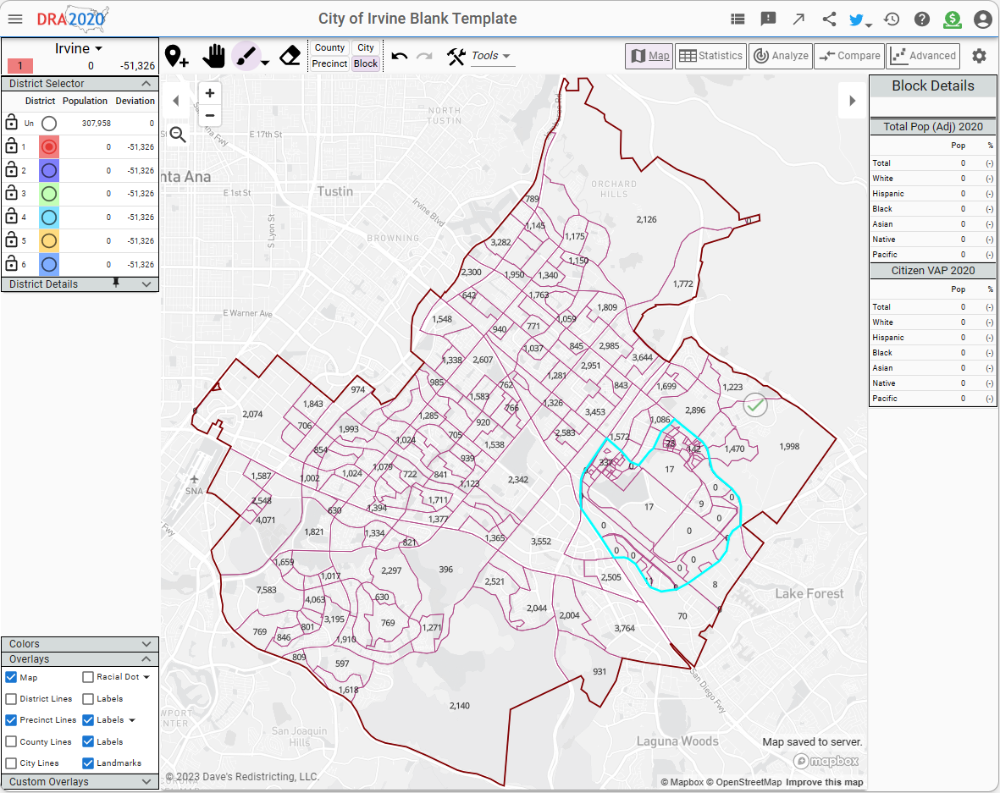 DRA2020
City of Irvine Blank Template
Irvine
1 0 -51,326
County City
Precinct Block
Tools
Map Statistics Analyze Compare Advanced
District Selector
District Population Deviation
Un 307,958 0
1 0 -51,326
2 0 -51,326
3 0 -51,326
4 0 -51,326
5 0 -51,326
6 0 -51,326
District Details
Colors
Overlays
Map Racial Dot
District Lines Labels
Precinct Lines Labels
County Lines Labels
City Lines Landmarks
Custom Overlays
+
−
NORTH
TUSTIN
E 17th St
nta Ana
E 1st St
Tustin
S Lyon St
Irvine Blvd
BROWNING
E Warner Ave
ORCHARD
HILLS
789
2,126
0
1,145
1,175
3,282
1,150
2,300
1,950
1,340
1,772
642
1,763
1,809
1,548
940
771
1,059
1,037
845
2,985
1,338
2,607
2,951
3,644
985
762
1,281
843
1,699
1,223
974
1,583
1,326
2,896
2,074
1,843
766
3,453
1,086
1,285
920
706
1,993
705
2,583
1,572
1,024
1,538
78
142
1,470
1,998
854
939
337
0
17
1,079
1,587
1,002
1,024
722
841
1,123
2,342
0
0
SNA
2,548
1,711
17
9
630
1,394
4,071
1,377
0
0
1,821
1,334
821
1,365
3,552
0
0
0
1,659
0
0
2,297
396
1,017
2,505
11
0
2,521
8
7,583
Lake Forest
4,063
630
2,044
2,004
70
0
3,195
769
1,271
3,764
769
846
801
1,910
809
597
931
1,618
San Diego Fwy
2,140
San Joaquin
Hills
Laguna Woods
Map saved to server.
mapbox
© 2023 Dave's Redistricting, LLC.
© Mapbox © OpenStreetMap Improve this map
Block Details
Total Pop (Adj) 2020
Pop %
Total 0 (-)
White 0 (-)
Hispanic 0 (-)
Black 0 (-)
Asian 0 (-)
Native 0 (-)
Pacific 0 (-)
Citizen VAP 2020
Pop %
Total 0 (-)
White 0 (-)
Hispanic 0 (-)
Black 0 (-)
Asian 0 (-)
Native 0 (-)
Pacific 0 (-)